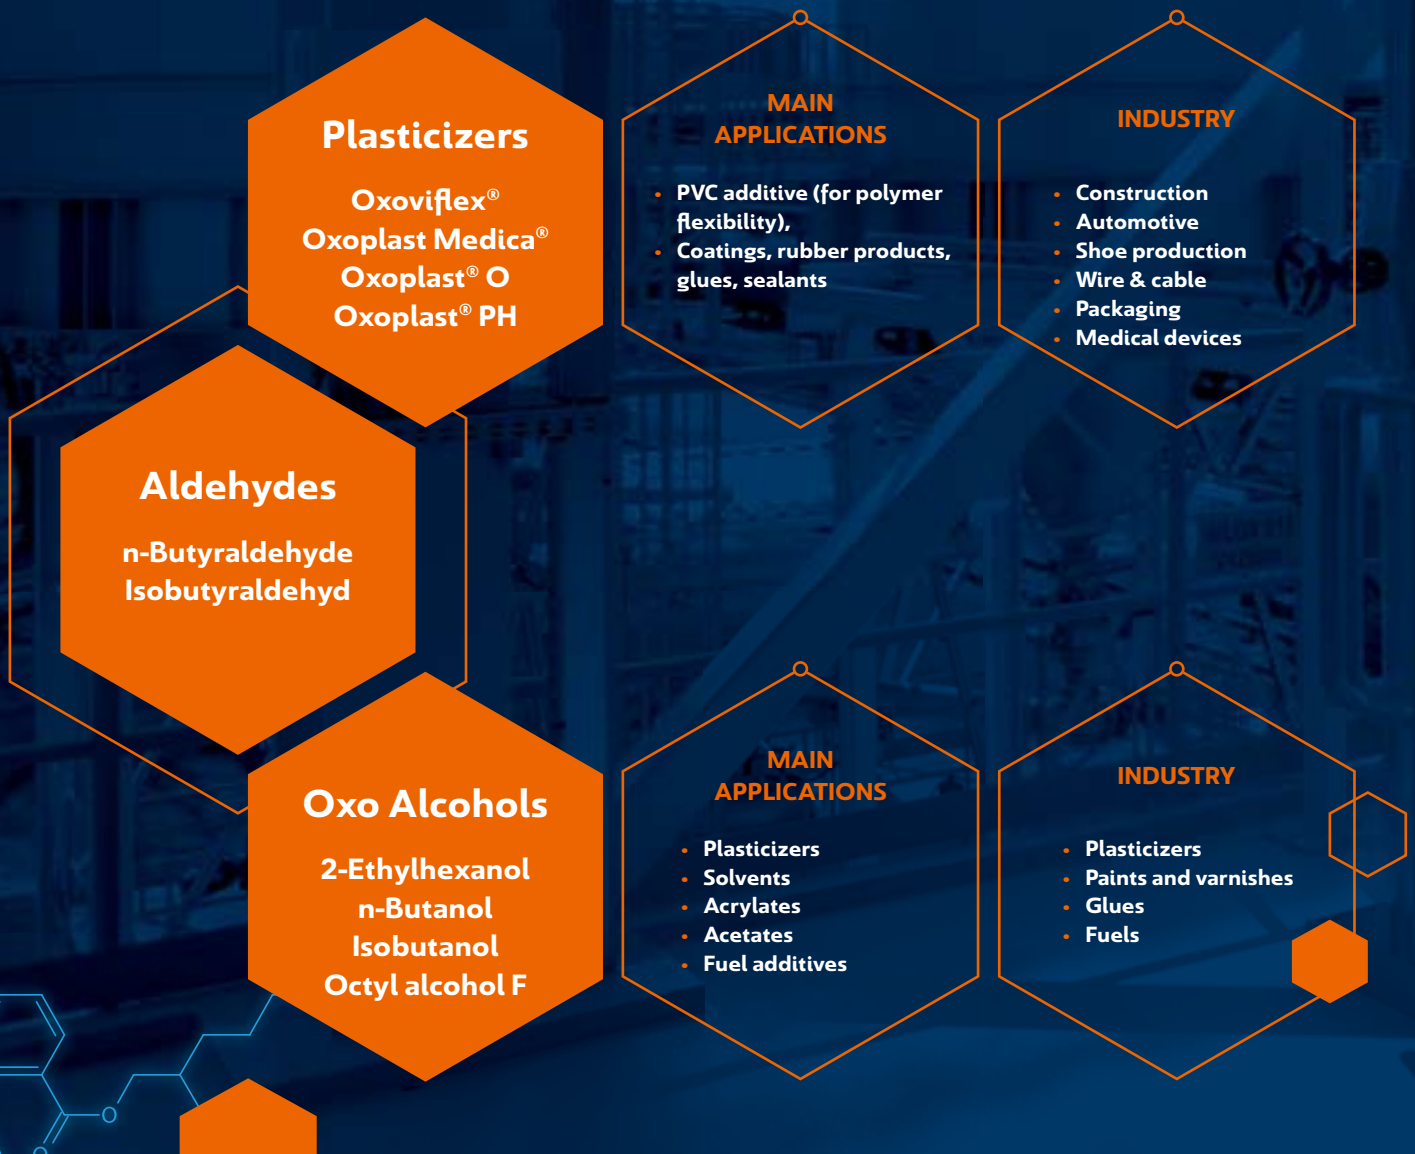 Plasticizers
Oxoviflex®
Oxoplast Medica®
Oxoplast® O
Oxoplast® PH
MAIN
APPLICATIONS
• PVC additive (for polymer
flexibility),
• Coatings, rubber products,
glues, sealants
INDUSTRY
• Construction
• Automotive
• Shoe production
• Wire & cable
• Packaging
• Medical devices
Aldehydes
n-Butyraldehyde
Isobutyraldehyd
Oxo Alcohols
2-Ethylhexanol
n-Butanol
Isobutanol
Octyl alcohol F
MAIN
APPLICATIONS
• Plasticizers
• Solvents
• Acrylates
• Acetates
• Fuel additives
INDUSTRY
• Plasticizers
• Paints and varnishes
• Glues
• Fuels
O
O